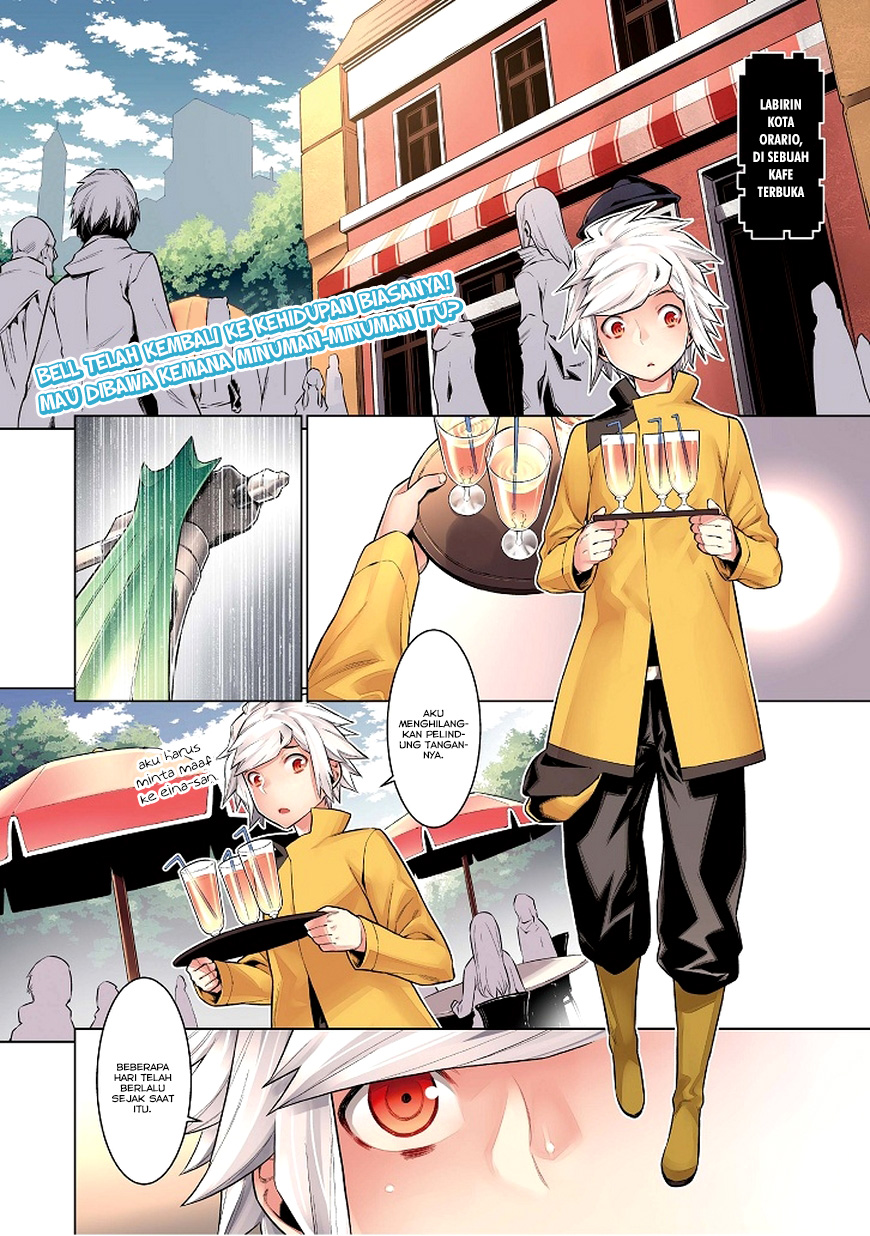 LABIRIN
KOTA
ORARIO,
DI SEBUAH
KAFE
TERBUKA
BELL TELAH KEMBALI KE KEHIDUPAN BIASANYA!
MAU DIBAWA KEMANA MINUMAN-MINUMAN ITU?
AKU
MENGHILANG-
KAN PELIND-
UNG TANGAN-
NYA.
aku harus
minta maaf
ke eina-san
BEBERAPA
HARI TELAH
BERLALU
SEJAK SAAT
ITU.